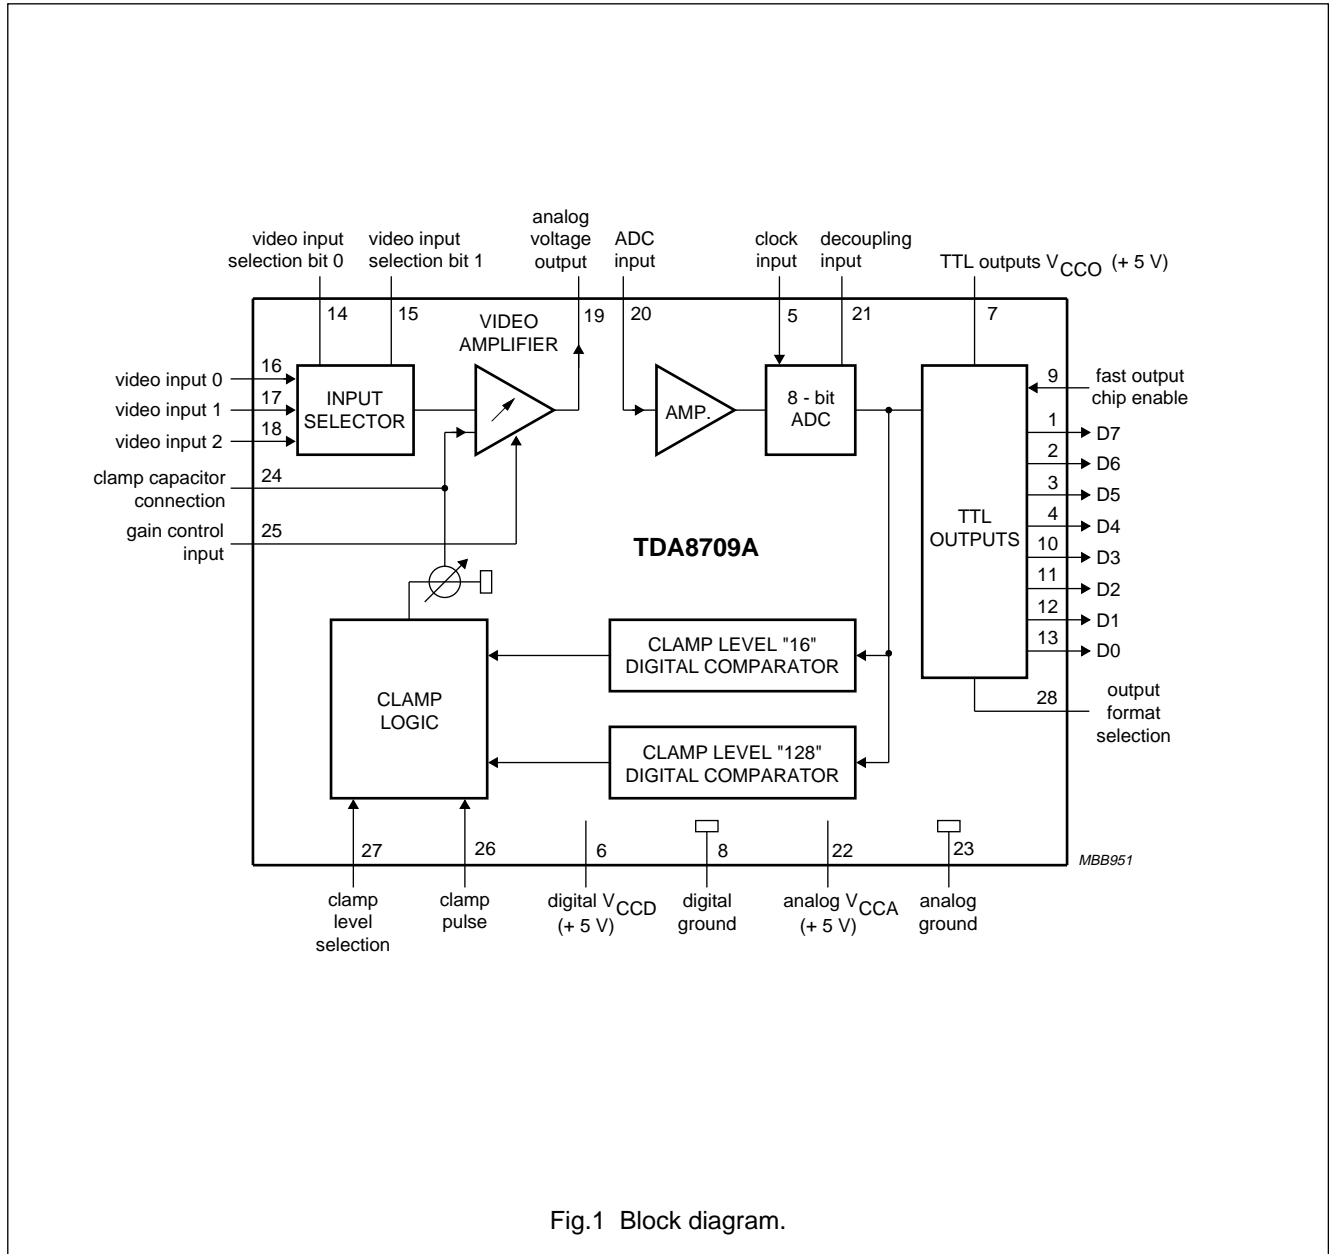 analog
voltage
output
video input
selection bit 0
video input
selection bit 1
ADC
input
clock
input
decoupling
input
TTL outputs VCCO (+ 5 V)
14
15
VIDEO
AMPLIFIER
19
20
5
21
7
video input 0
16
video input 1
17
video input 2
18
INPUT
SELECTOR
AMP.
8 - bit
ADC
9
fast output
chip enable
1
D7
2
D6
3
D5
4
D4
10
D3
11
D2
12
D1
13
D0
TTL
OUTPUTS
clamp capacitor
connection
24
gain control
input
25
TDA8709A
CLAMP
LOGIC
CLAMP LEVEL "16"
DIGITAL COMPARATOR
CLAMP LEVEL "128"
DIGITAL COMPARATOR
28
output
format
selection
27
26
6
8
22
23
MBB951
clamp
level
selection
clamp
pulse
digital VCCD
(+ 5 V)
digital
ground
analog VCCA
(+ 5 V)
analog
ground
Fig.1 Block diagram.